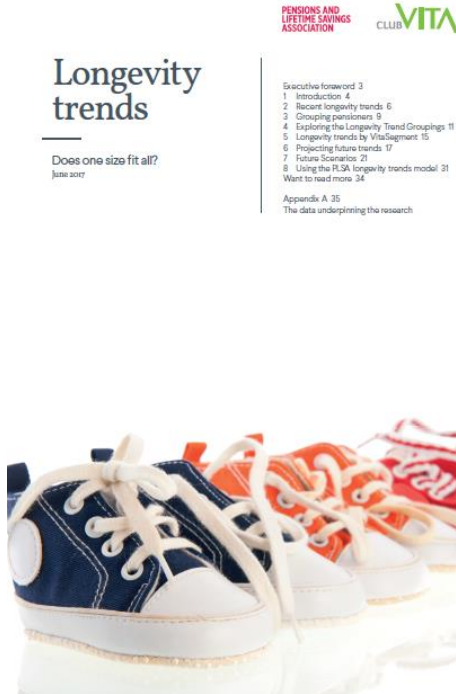 PENSIONS AND
LIFETIME SAVINGS
ASSOCIATION
CLUB VITA
Longevity
trends
Does one size fit all?
June 2017
Executive foreword 3
1 Introduction 4
2 Recent longevity trends 6
3 Grouping pensioners 9
4 Exploring the Longevity Trend Groupings 11
5 Longevity trends by VitaSegment 15
6 Projecting future trends 17
7 Future Scenarios 21
8 Using the PLSA longevity trends model 31
Want to read more 34
Appendix A 35
The data underpinning the research